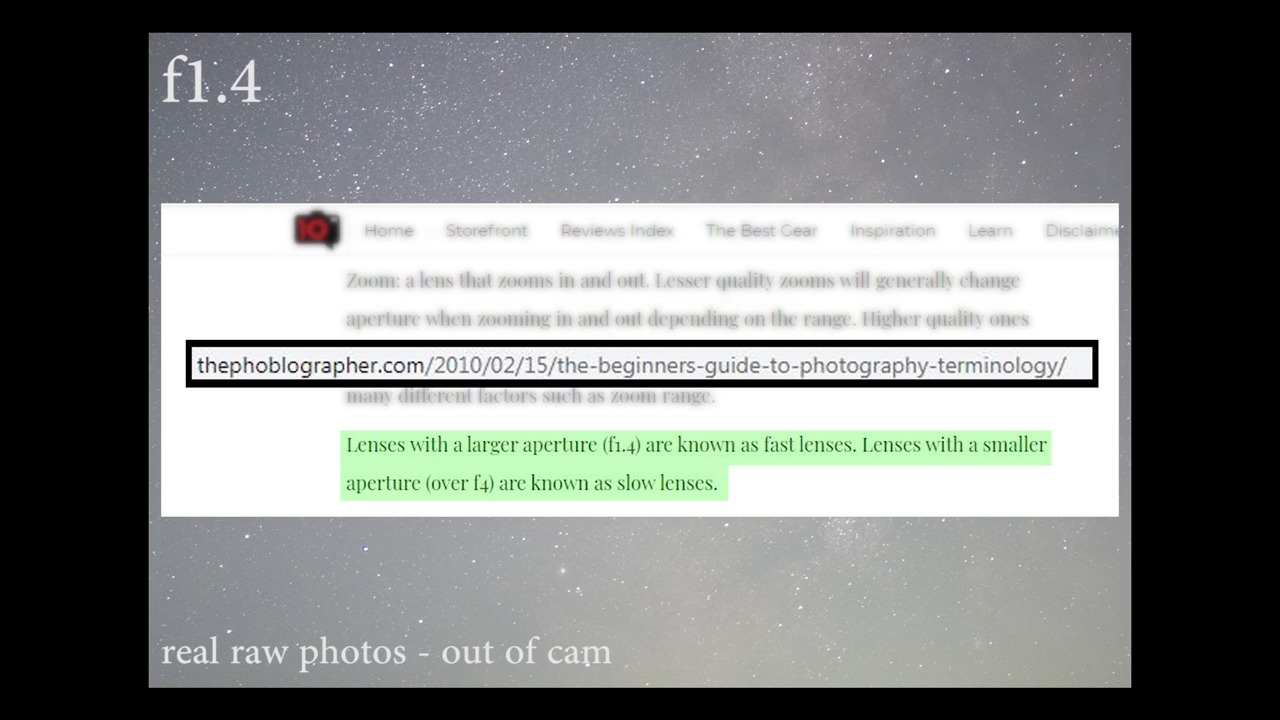 f1.4
Home Storefront Reviews Index The Best Gear Inspiration Learn Disclaime
Zoom: a lens that zooms in and out. Lesser quality zooms will generally change
aperture when zooming in and out depending on the range. Higher quality ones
thephoblographer.com/2010/02/15/the-beginners-guide-to-photography-terminology/
many different factors such as zoom range.
Lenses with a larger aperture (f1.4) are known as fast lenses. Lenses with a smaller
aperture (over f4) are known as slow lenses.
real raw photos - out of cam